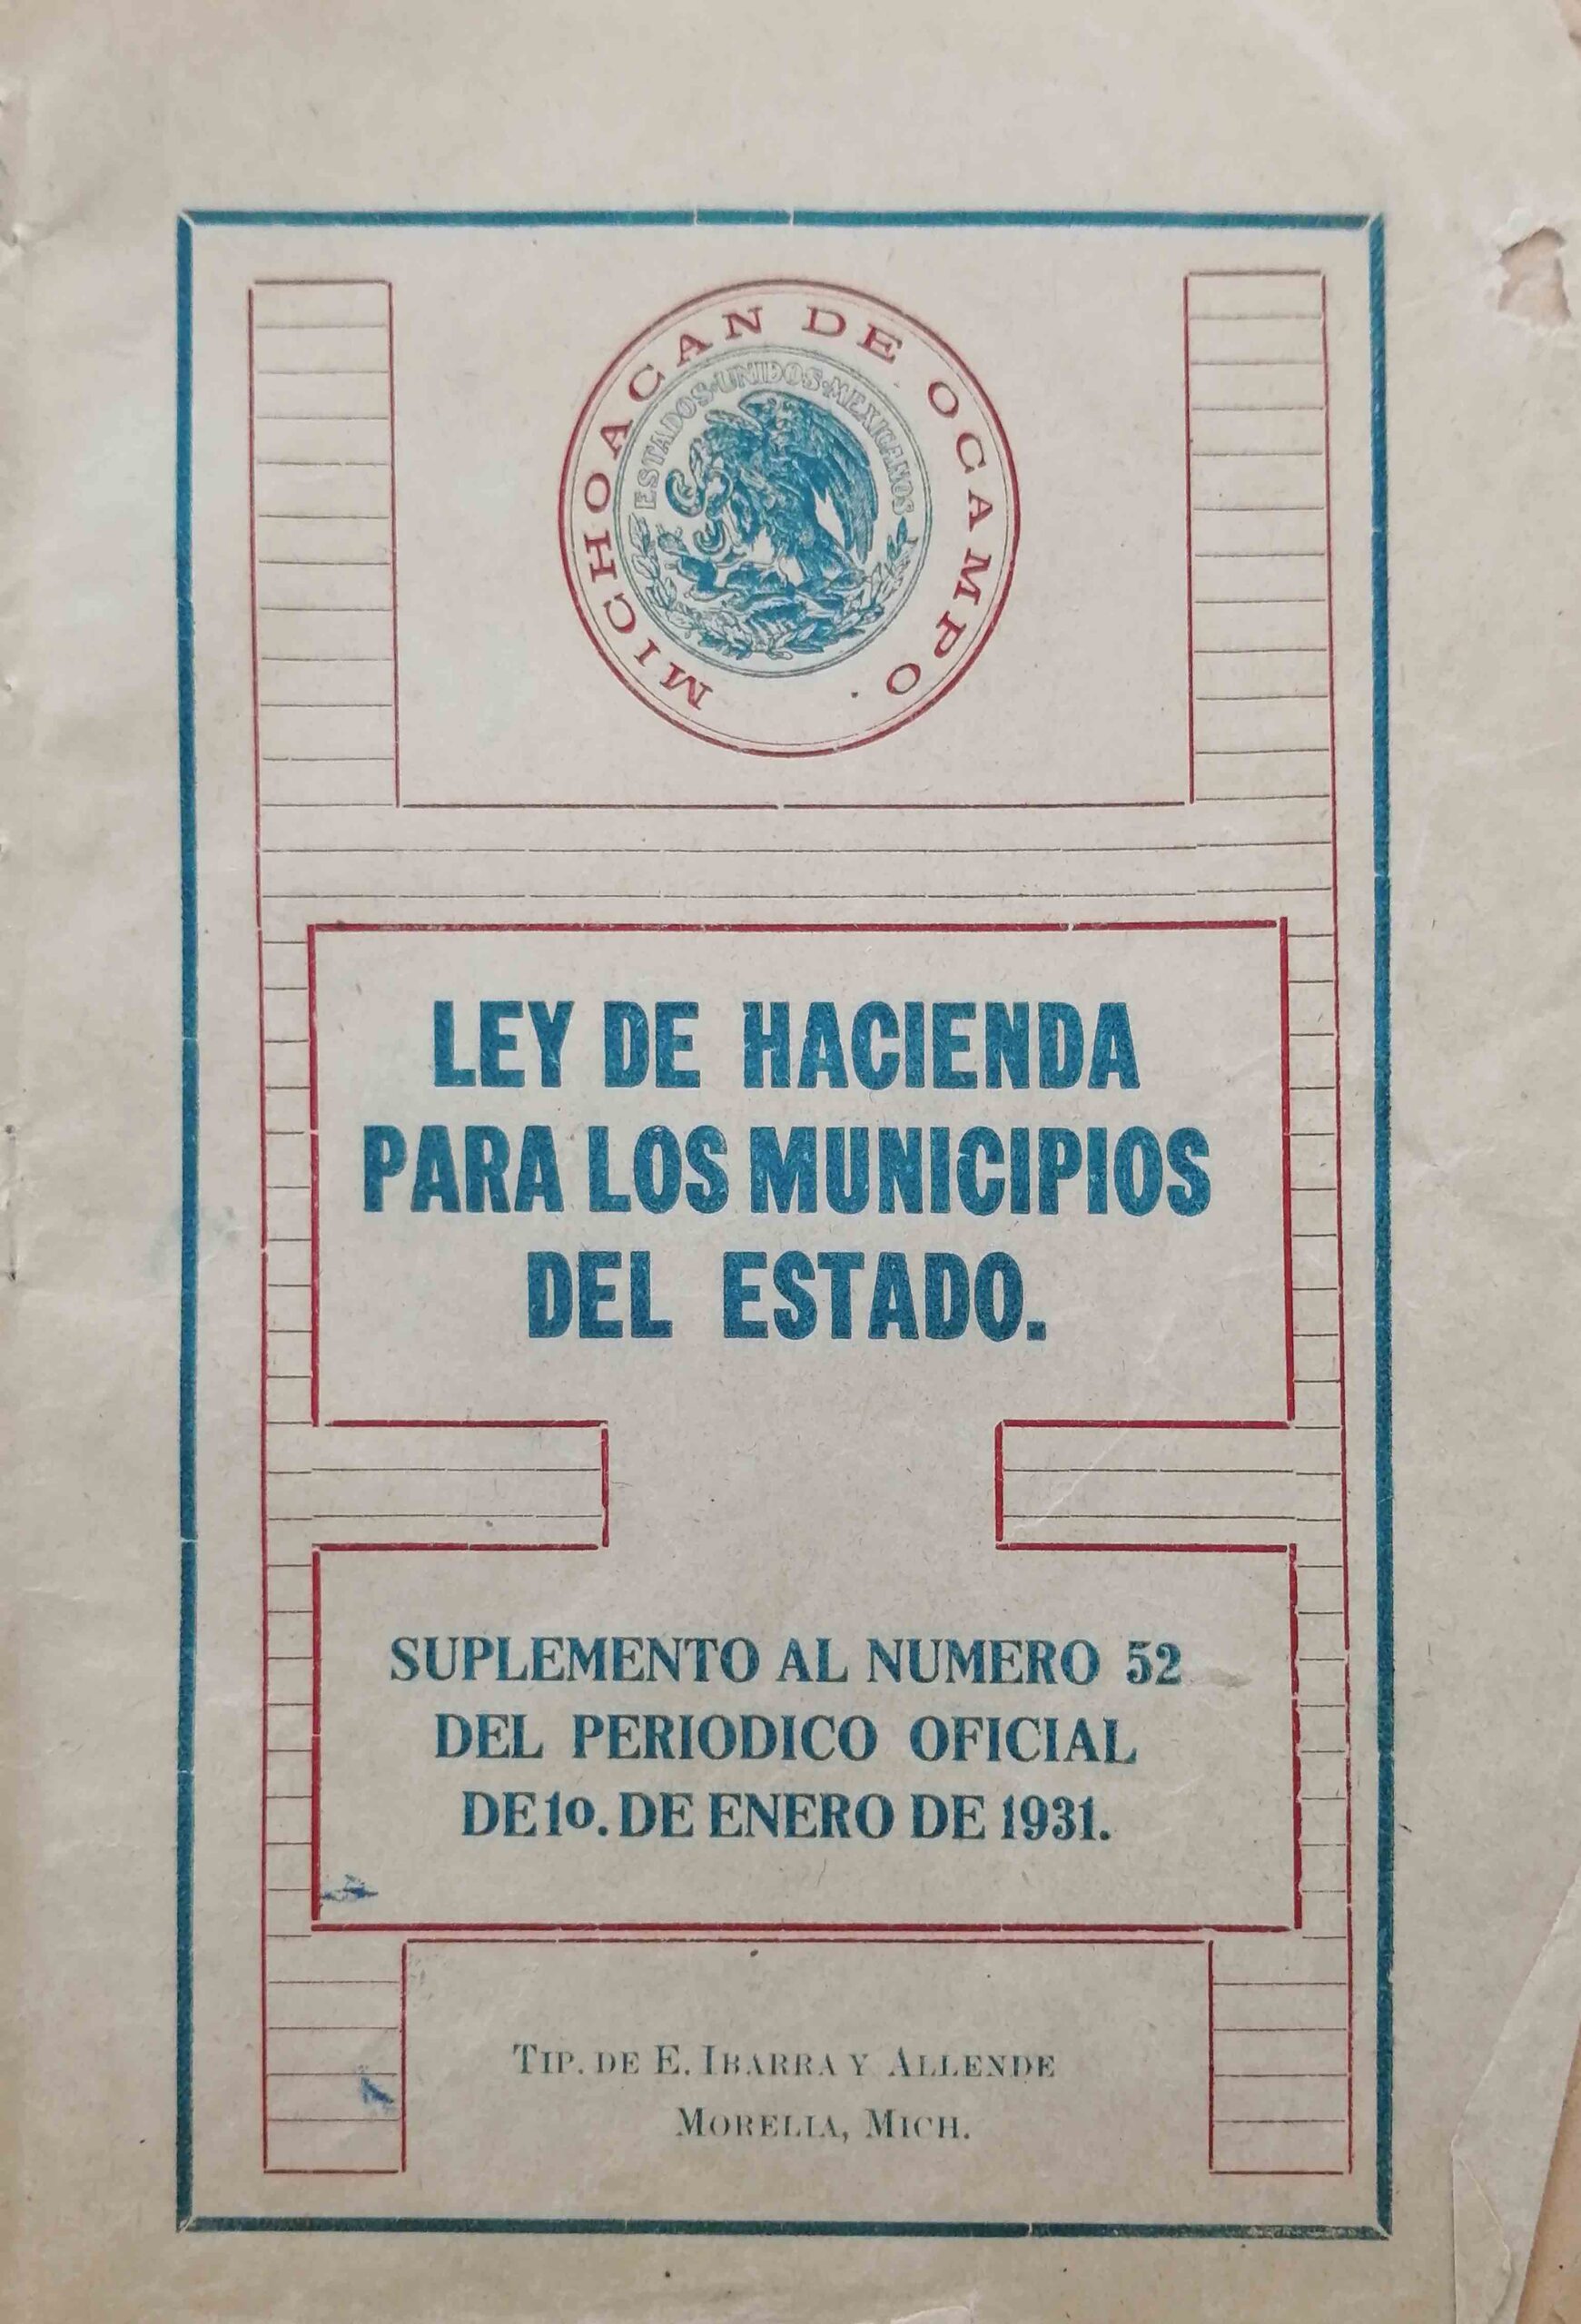 MICHOACAN DE OCAMPO.
ESTADOS·UNIDOS·MEXICANOS
LEY DE HACIENDA
PARA LOS MUNICIPIOS
DEL ESTADO.
SUPLEMENTO AL NUMERO 52
DEL PERIODICO OFICIAL
DE 1o. DE ENERO DE 1931.
TIP. DE E. IBARRA Y ALLENDE
MORELIA, MICH.